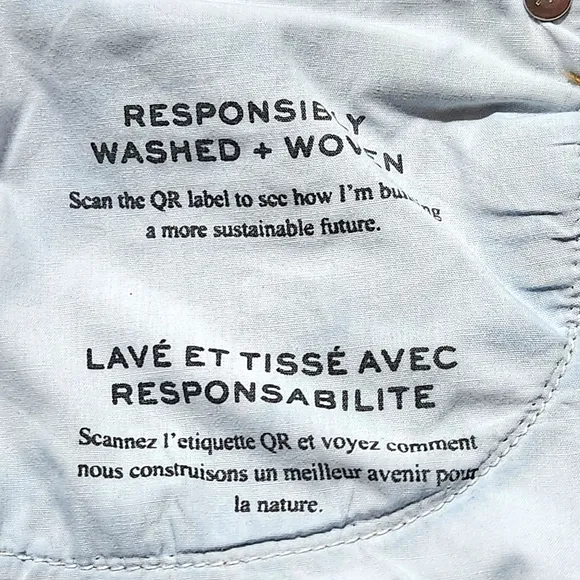 RESPONSIBLY
WASHED + WOVEN
Scan the QR label to see how I'm building
a more sustainable future.
LAVÉ ET TISSÉ AVEC
RESPONSABILITE
Scannez l'etiquette QR et voyez comment
nous construisons un meilleur avenir pour
la nature.